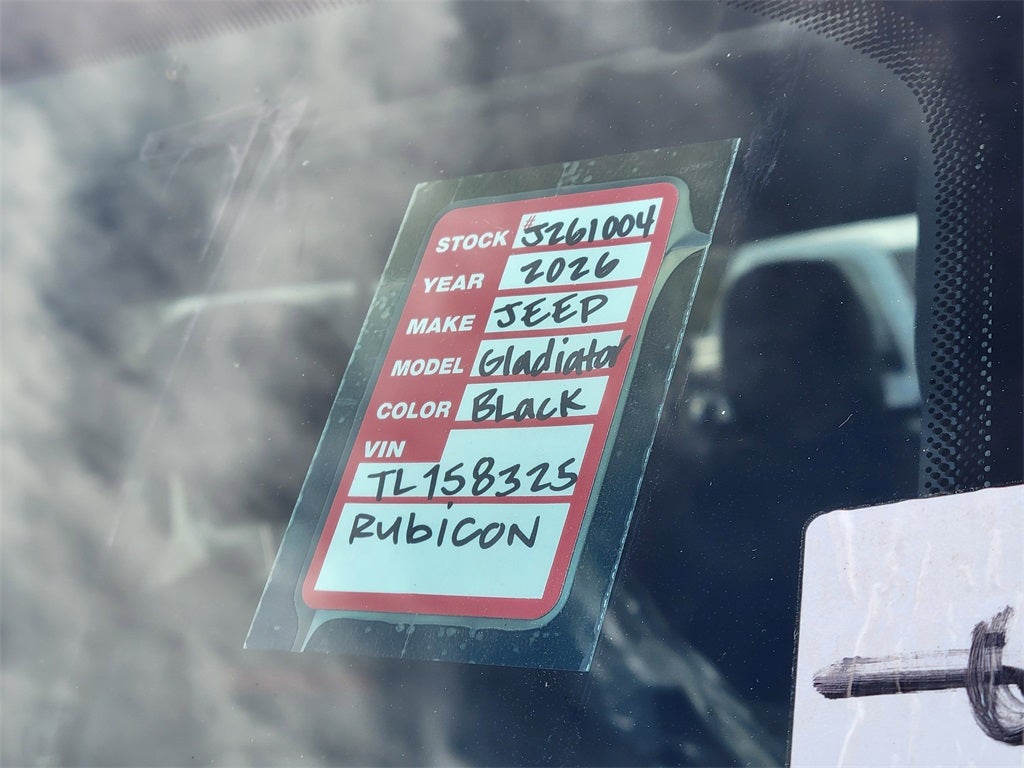 STOCK # J261004
YEAR 2026
MAKE JEEP
MODEL Gladiator
COLOR BLACK
VIN
TL158325
RUBICON